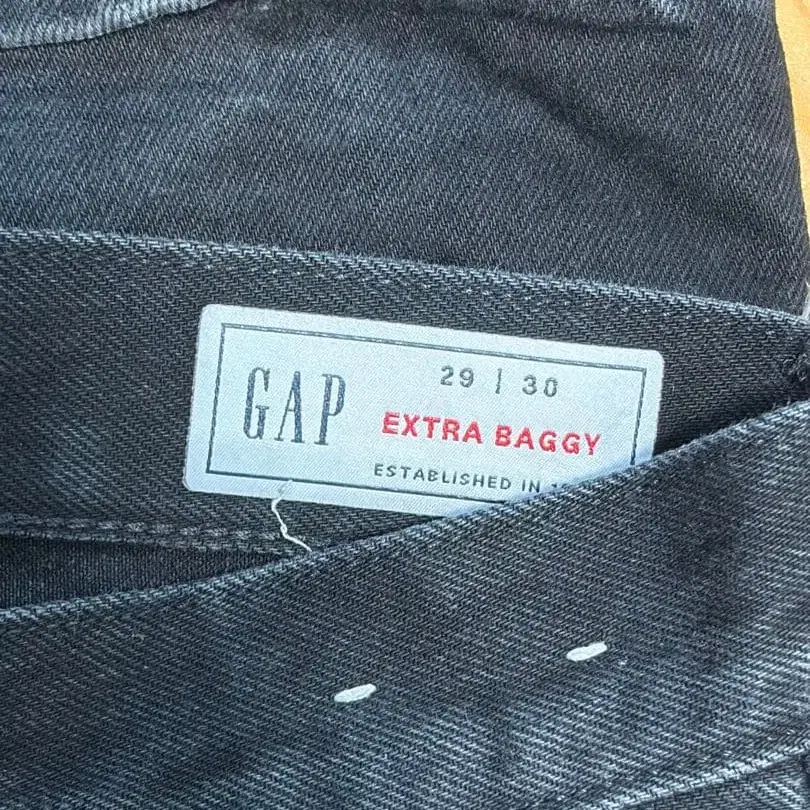 GAP
29 | 30
EXTRA BAGGY
ESTABLISHED IN